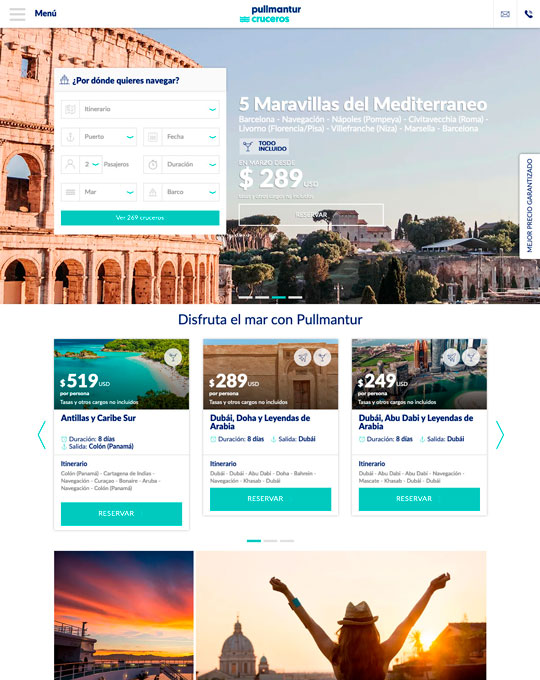 Menú
pullmantur
cruceros
¿Por dónde quieres navegar?
Itinerario
Puerto
Fecha
2
Pasajeros
Duración
Mar
Barco
Ver 269 cruceros
5 Maravillas del Mediterraneo
Barcelona - Navegación - Nápoles (Pompeya) - Civitavecchia (Roma) -
Livorno (Florencia/Pisa) - Villefranche (Niza) - Marsella - Barcelona
TODO
INCLUIDO
EN MARZO DESDE
$ 289 USD
tasas y otros cargos no incluidos
RESERVAR
MEJOR PRECIO GARANTIZADO
Disfruta el mar con Pullmantur
$519 USD
por persona
Tasas y otros cargos no incluidos
Antillas y Caribe Sur
Duración: 8 días
Salida: Colón (Panamá)
Itinerario
Colón (Panamá) - Cartagena de Indias -
Navegación - Curaçao - Bonaire - Aruba -
Navegación - Colón (Panamá)
RESERVAR
$289 USD
por persona
Tasas y otros cargos no incluidos
Dubái, Doha y Leyendas de
Arabia
Duración: 8 días
Salida: Dubái
Itinerario
Dubái - Dubái - Abu Dabi - Doha - Bahréin -
Navegación - Khasab - Dubái
RESERVAR
$249 USD
por persona
Tasas y otros cargos no incluidos
Dubái, Abu Dabi y Leyendas de
Arabia
Duración: 8 días
Salida: Dubái
Itinerario
Dubái - Abu Dabi - Abu Dabi - Navegación -
Mascate - Khasab - Dubái - Dubái
RESERVAR